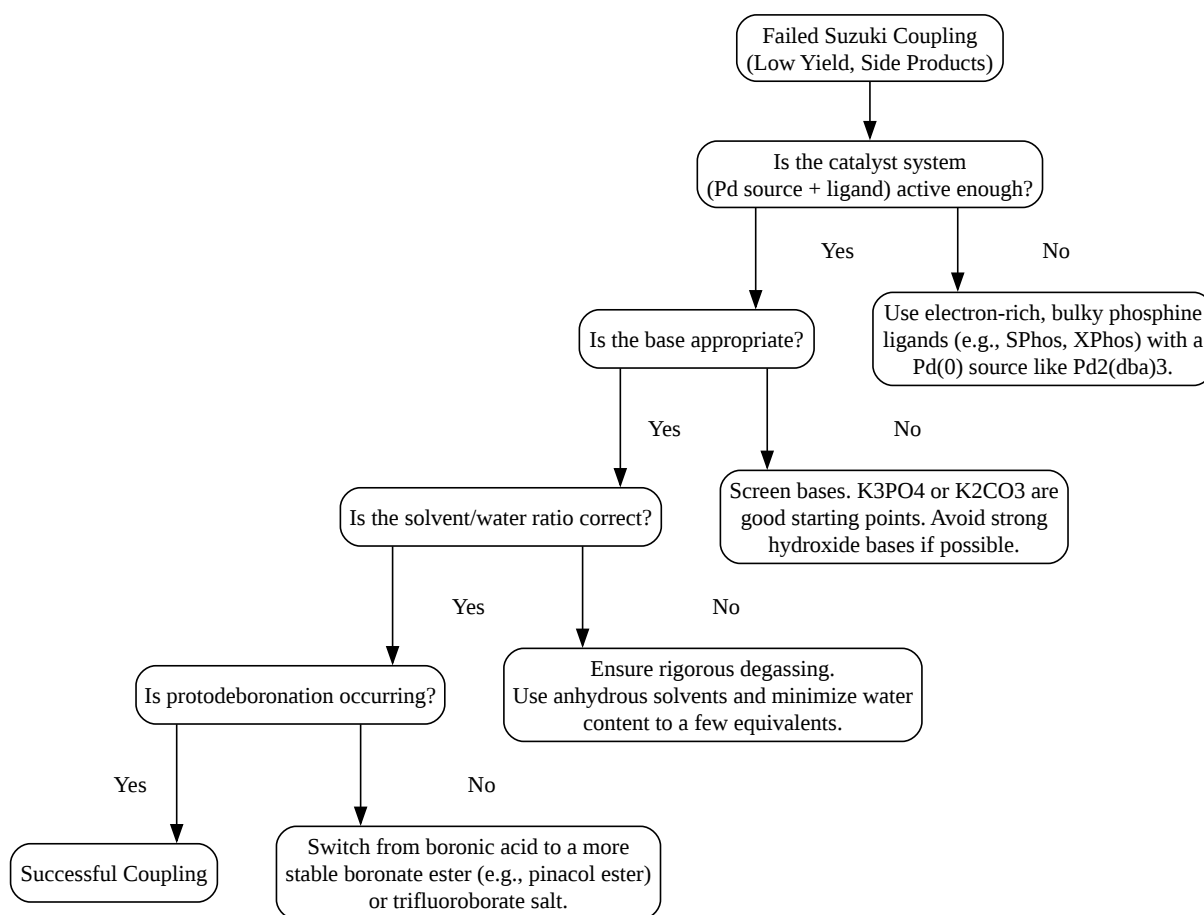 Failed Suzuki Coupling
(Low Yield, Side Products)
Is the catalyst system
(Pd source + ligand) active enough?
Yes
No
Use electron-rich, bulky phosphine
ligands (e.g., SPhos, XPhos) with a
Pd(0) source like Pd2(dba)3.
Is the base appropriate?
Yes
No
Screen bases. K3PO4 or K2CO3 are
good starting points. Avoid strong
hydroxide bases if possible.
Is the solvent/water ratio correct?
Yes
No
Ensure rigorous degassing.
Use anhydrous solvents and minimize water
content to a few equivalents.
Is protodeboronation occurring?
Yes
No
Successful Coupling
Switch from boronic acid to a more
stable boronate ester (e.g., pinacol ester)
or trifluoroborate salt.